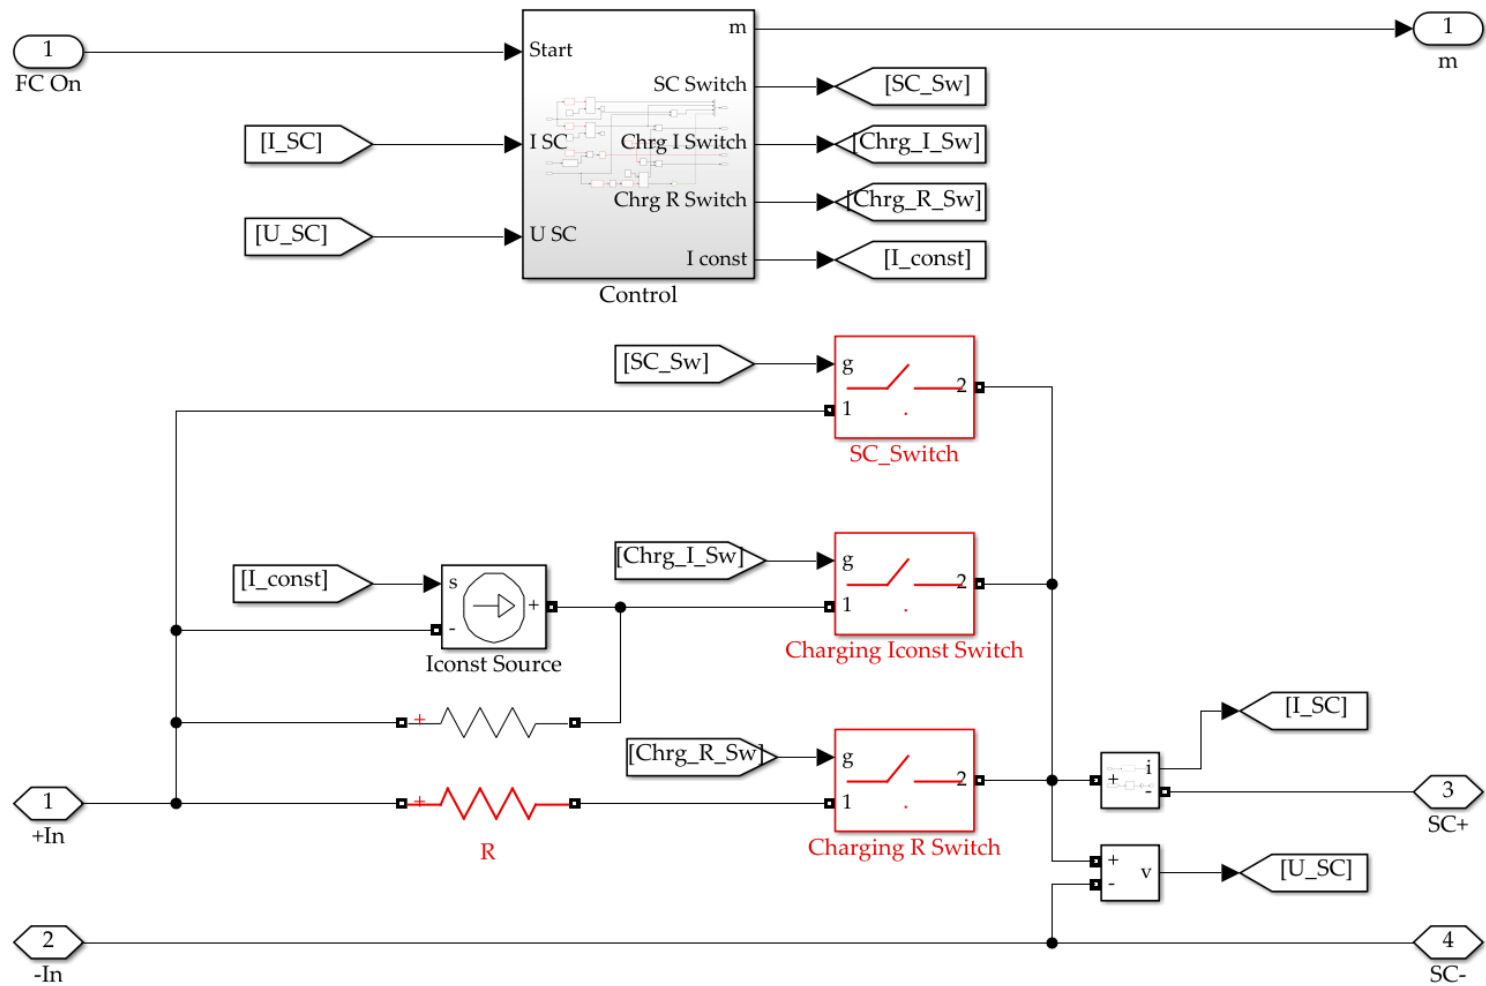 1
FC On
Start
m
1
m
SC Switch
[SC_Sw]
[I_SC]
I SC
Chrg I Switch
[Chrg_I_Sw]
Chrg R Switch
[Chrg_R_Sw]
[U_SC]
U SC
I const
[I_const]
Control
[SC_Sw]
g
2
1
SC_Switch
[Chrg_I_Sw]
g
2
1
Charging Iconst Switch
[I_const]
s
+
-
Iconst Source
+
[Chrg_R_Sw]
g
2
1
Charging R Switch
[I_SC]
i
+
-
1
+In
+
R
3
SC+
+
-
v
[U_SC]
2
-In
4
SC-